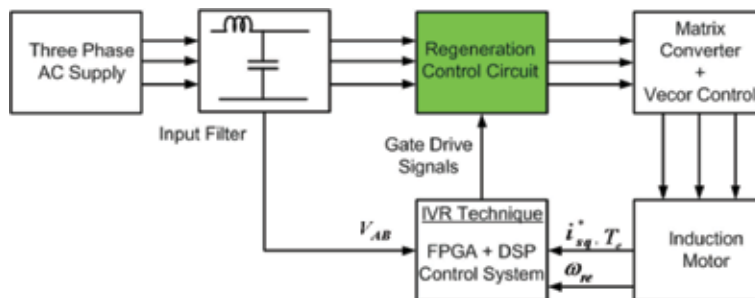 Three Phase
AC Supply
Input Filter
Regeneration
Control Circuit
Matrix
Converter
+
Vecor Control
Gate Drive
Signals
V_AB
IVR Technique
FPGA + DSP
Control System
i*_sq . T_e
ω_re
Induction
Motor